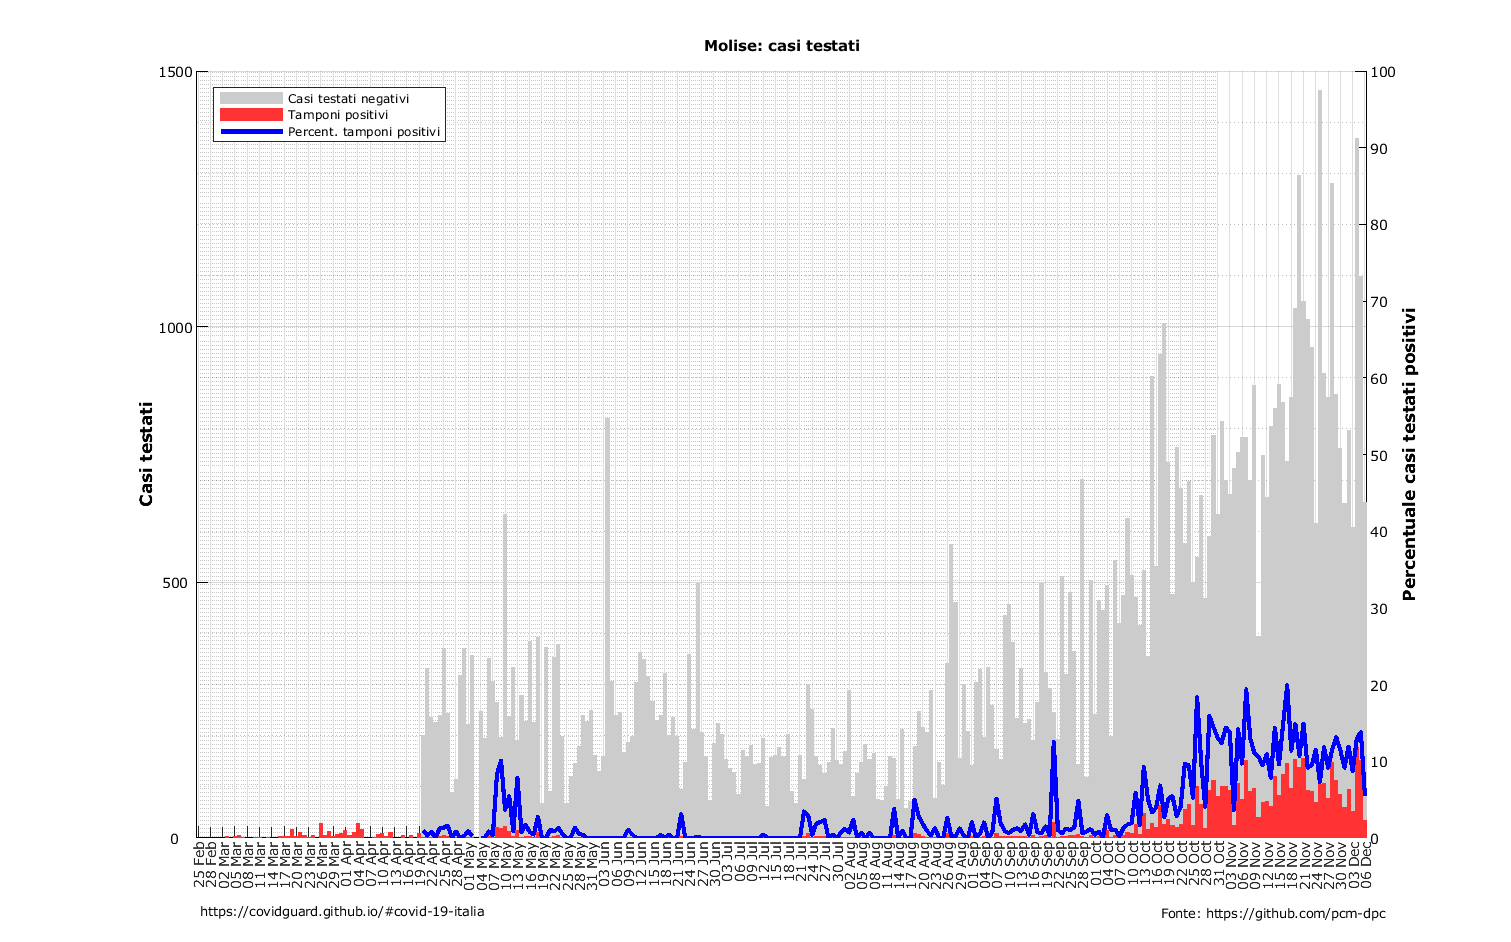 Molise: casi testati
Casi testati negativi
Tamponi positivi
Percent. tamponi positivi
1500
1000
500
0
Casi testati
100
90
80
70
60
50
40
30
20
10
0
Percentuale casi testati positivi
25 Feb
28 Feb
02 Mar
05 Mar
08 Mar
11 Mar
14 Mar
17 Mar
20 Mar
23 Mar
26 Mar
29 Mar
01 Apr
04 Apr
07 Apr
10 Apr
13 Apr
16 Apr
19 Apr
22 Apr
25 Apr
28 Apr
01 May
04 May
07 May
10 May
13 May
16 May
19 May
22 May
25 May
28 May
31 May
03 Jun
06 Jun
09 Jun
12 Jun
15 Jun
18 Jun
21 Jun
24 Jun
27 Jun
30 Jun
03 Jul
06 Jul
09 Jul
12 Jul
15 Jul
18 Jul
21 Jul
24 Jul
27 Jul
30 Jul
02 Aug
05 Aug
08 Aug
11 Aug
14 Aug
17 Aug
20 Aug
23 Aug
26 Aug
29 Aug
01 Sep
04 Sep
07 Sep
10 Sep
13 Sep
16 Sep
19 Sep
22 Sep
25 Sep
28 Sep
01 Oct
04 Oct
07 Oct
10 Oct
13 Oct
16 Oct
19 Oct
22 Oct
25 Oct
28 Oct
31 Oct
03 Nov
06 Nov
09 Nov
12 Nov
15 Nov
18 Nov
21 Nov
24 Nov
27 Nov
30 Nov
03 Dec
06 Dec
https://covidguard.github.io/#covid-19-italia
Fonte: https://github.com/pcm-dpc